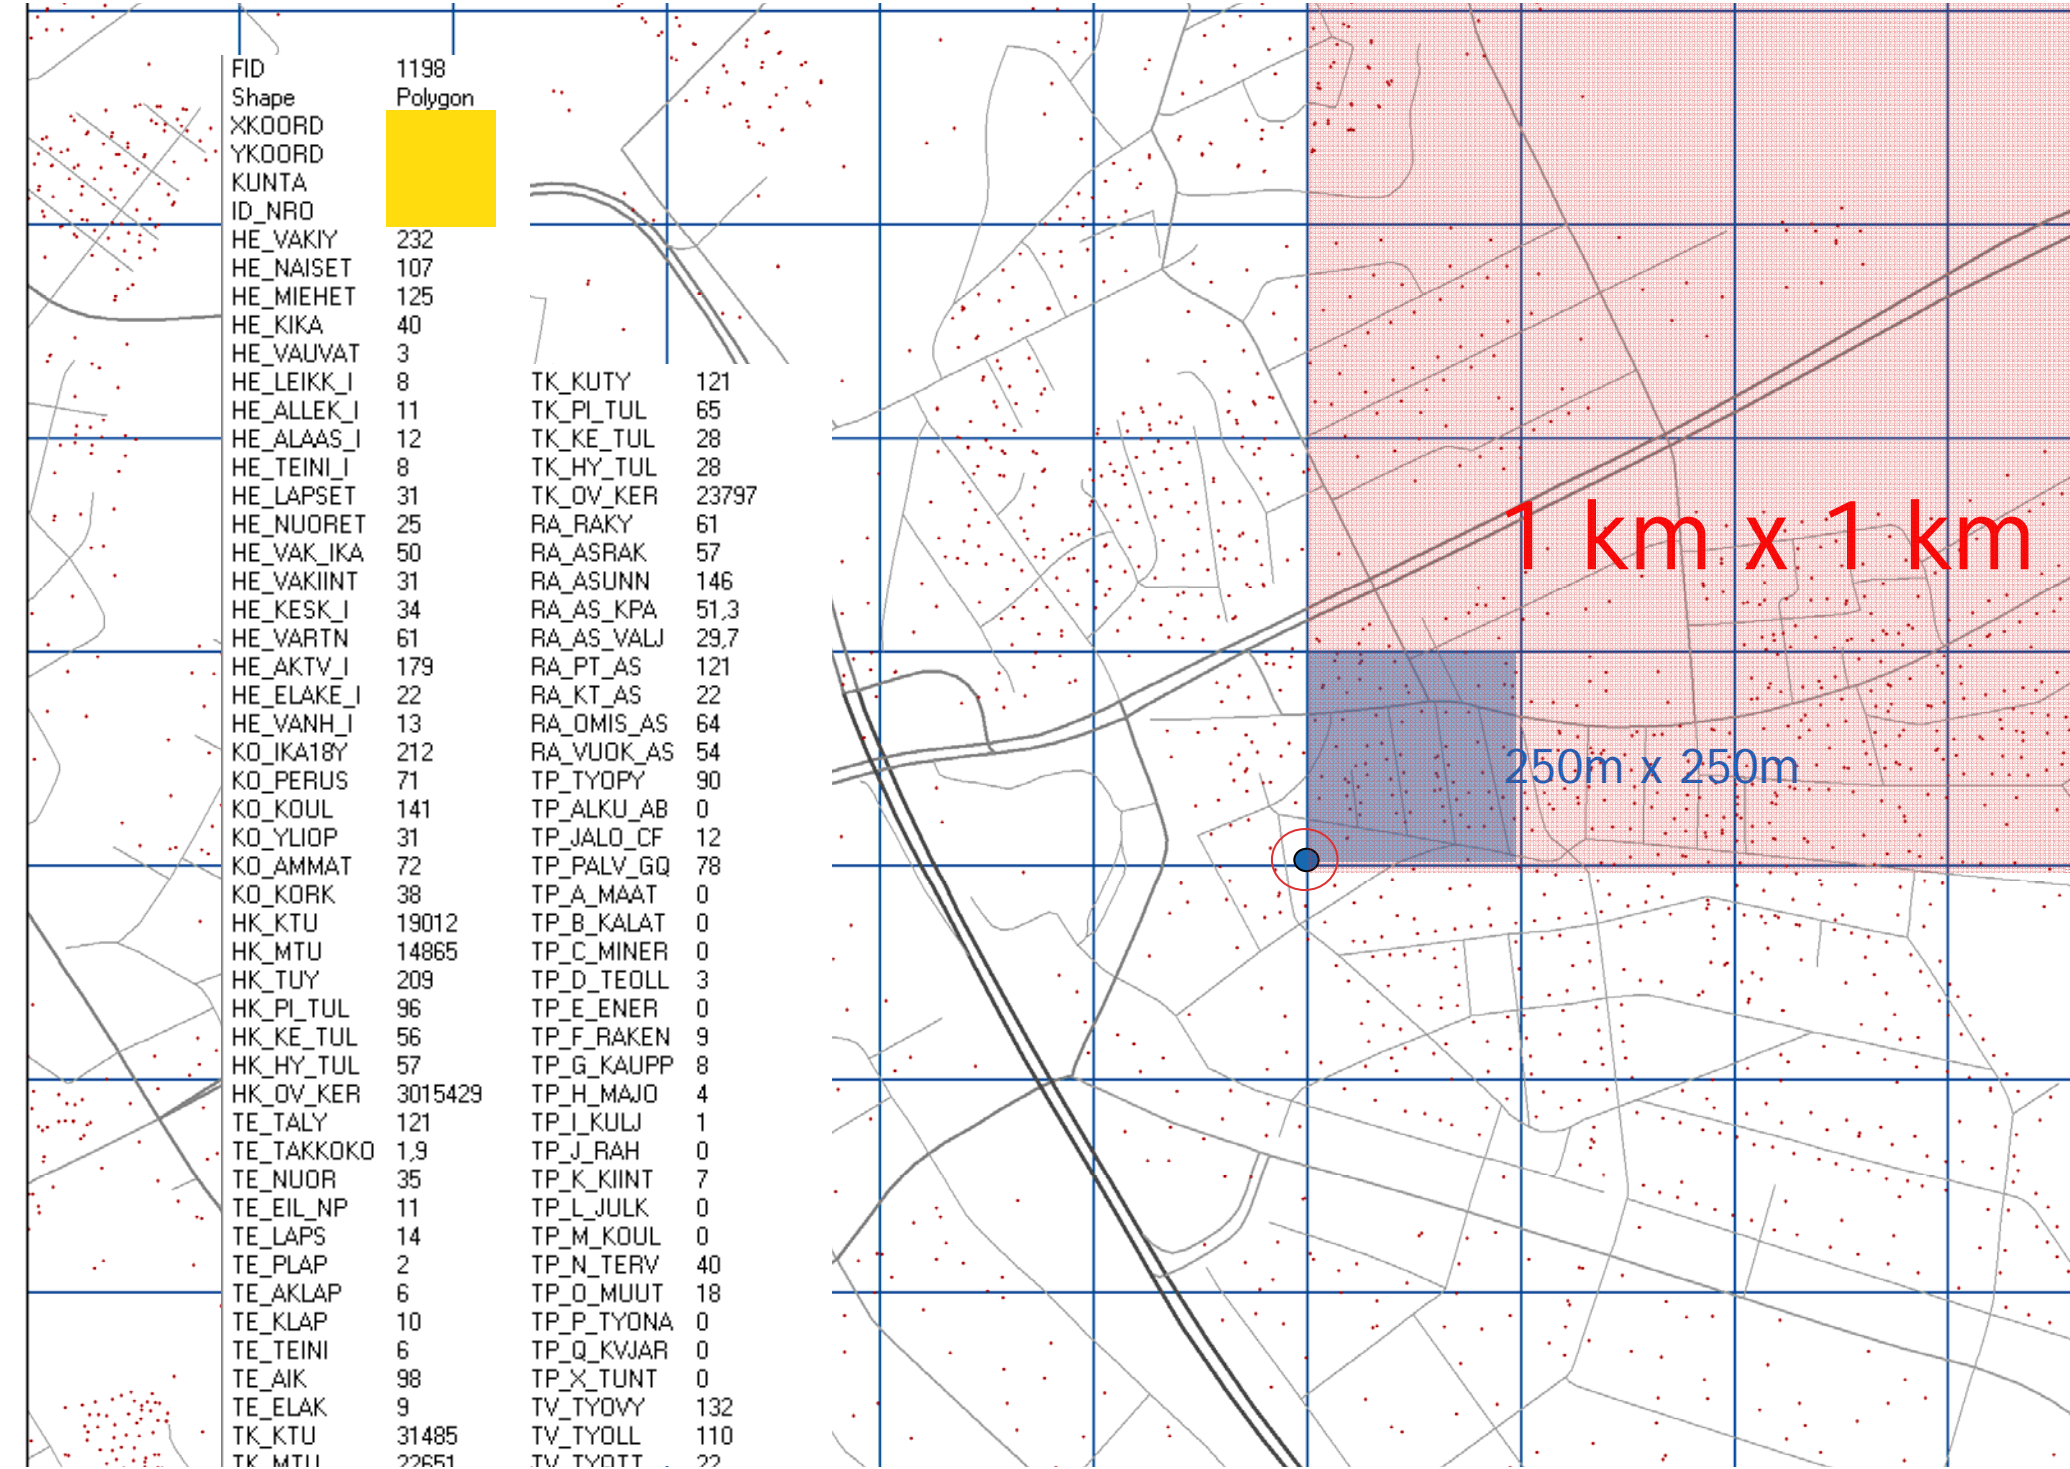 FID 1198
Shape Polygon
XKOORD
YKOORD
KUNTA
ID_NRO
HE_VAKIY 232
HE_NAISET 107
HE_MIEHET 125
HE_KIKA 40
HE_VAUVAT 3
HE_LEIKK_I 8
HE_ALLEK_I 11
HE_ALAAS_I 12
HE_TEINI_I 8
HE_LAPSET 31
HE_NUORET 25
HE_VAK_IKA 50
HE_VAKIINT 31
HE_KESK_I 34
HE_VARTN 61
HE_AKTV_I 179
HE_ELAKE_I 22
HE_VANH_I 13
KO_IKA18Y 212
KO_PERUS 71
KO_KOUL 141
KO_YLIOP 31
KO_AMMAT 72
KO_KORK 38
HK_KTU 19012
HK_MTU 14865
HK_TUY 209
HK_PI_TUL 96
HK_KE_TUL 56
HK_HY_TUL 57
HK_OV_KER 3015429
TE_TALY 121
TE_TAKKOKO 1,9
TE_NUOR 35
TE_EIL_NP 11
TE_LAPS 14
TE_PLAP 2
TE_AKLAP 6
TE_KLAP 10
TE_TEINI 6
TE_AIK 98
TE_ELAK 9
TK_KTU 31485
TK_MTU 22651
TK_KUTY 121
TK_PI_TUL 65
TK_KE_TUL 28
TK_HY_TUL 28
TK_OV_KER 23797
RA_RAKY 61
RA_ASRAK 57
RA_ASUNN 146
RA_AS_KPA 51,3
RA_AS_VALJ 29,7
RA_PT_AS 121
RA_KT_AS 22
RA_OMIS_AS 64
RA_VUOK_AS 54
TP_TYOPY 90
TP_ALKU_AB 0
TP_JALO_CF 12
TP_PALV_GQ 78
TP_A_MAAT 0
TP_B_KALAT 0
TP_C_MINER 0
TP_D_TEOLL 3
TP_E_ENER 0
TP_F_RAKEN 9
TP_G_KAUPP 8
TP_H_MAJO 4
TP_I_KULJ 1
TP_J_RAH 0
TP_K_KIINT 7
TP_L_JULK 0
TP_M_KOUL 0
TP_N_TERV 40
TP_O_MUUT 18
TP_P_TYONA 0
TP_Q_KVJAR 0
TP_X_TUNT 0
TV_TYOVY 132
TV_TYOLL 110
TV_TYOTT 22
1 km x 1 km
250m x 250m